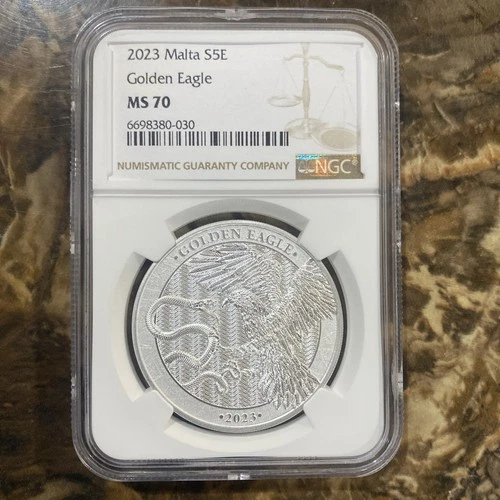 2023 Malta S5E
Golden Eagle
MS 70
6698380-030
NUMISMATIC GUARANTY COMPANY
NGC
·GOLDEN EAGLE·
·2023·